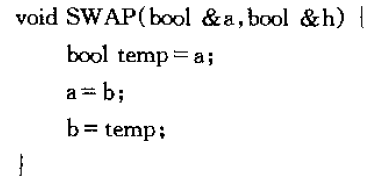 void SWAP(bool &a,bool &h) {
bool temp=a;
a=b;
b=temp;
}